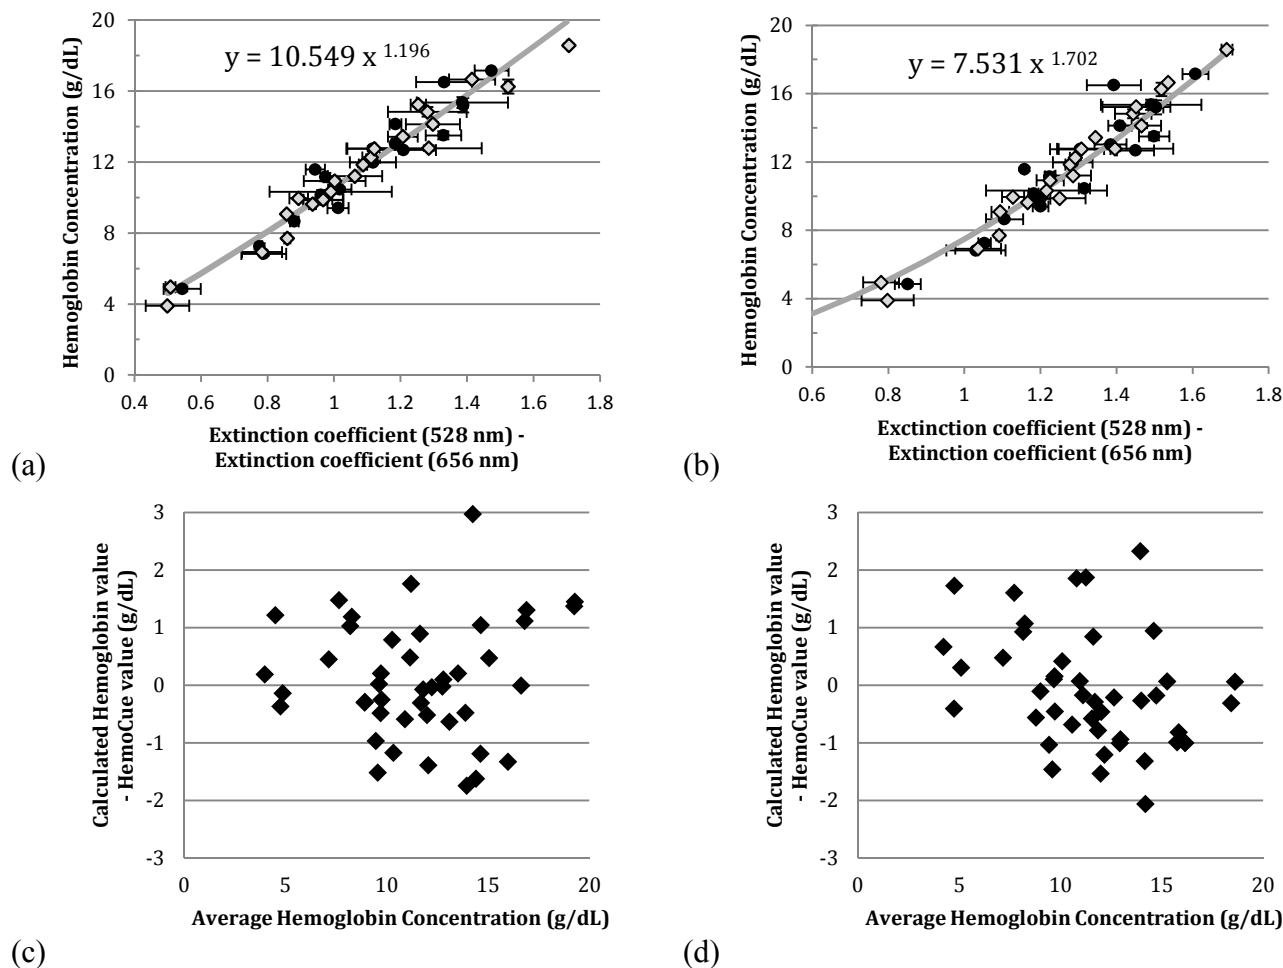 y = 10.549 x 1.196
Hemoglobin Concentration (g/dL)
20
16
12
8
4
0
0.4 0.6 0.8 1 1.2 1.4 1.6 1.8
Extinction coefficient (528 nm) -
Extinction coefficient (656 nm)
(a)
y = 7.531 x 1.702
Hemoglobin Concentration (g/dL)
20
16
12
8
4
0
0.6 0.8 1 1.2 1.4 1.6 1.8
Exctinction coefficient (528 nm) -
Extinction coefficient (656 nm)
(b)
Calculated Hemoglobin value
- HemoCue value (g/dL)
3
2
1
0
-1
-2
-3
0 5 10 15 20
Average Hemoglobin Concentration (g/dL)
(c)
Calculated Hemoglobin value
- HemoCue value (g/dL)
3
2
1
0
-1
-2
-3
0 5 10 15 20
Average Hemoglobin Concentration (g/dL)
(d)